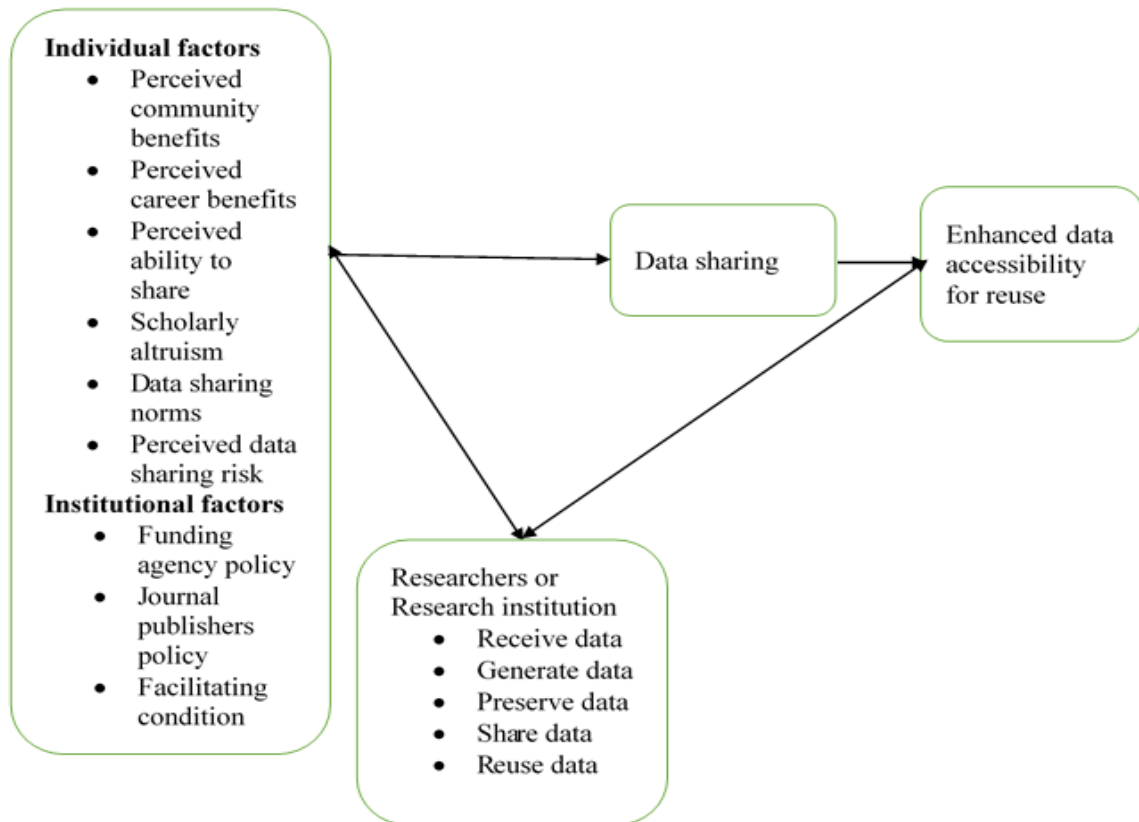 Individual factors
• Perceived
community
benefits
• Perceived
career benefits
• Perceived
ability to
share
• Scholarly
altruism
• Data sharing
norms
• Perceived data
sharing risk
Institutional factors
• Funding
agency policy
• Journal
publishers
policy
• Facilitating
condition
Data sharing
Enhanced data
accessibility
for reuse
Researchers or
Research institution
• Receive data
• Generate data
• Preserve data
• Share data
• Reuse data